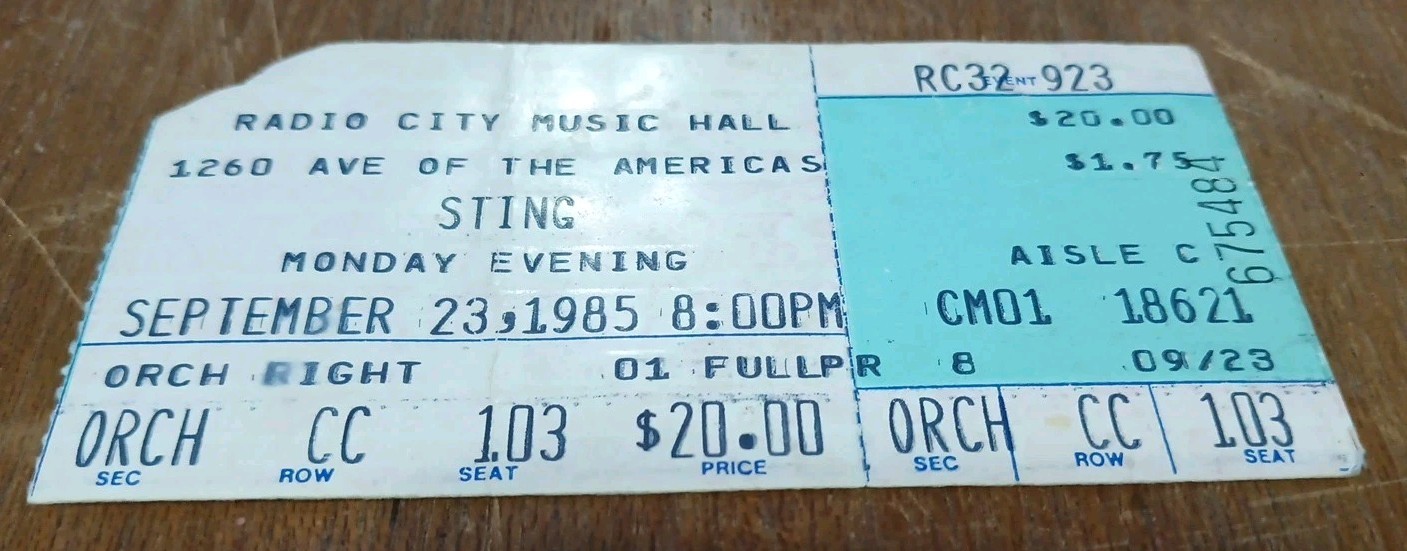 RADIO CITY MUSIC HALL
1260 AVE OF THE AMERICAS
STING
MONDAY EVENING
SEPTEMBER 23,1985 8:00PM
ORCH RIGHT 01 FULLPR
ORCH CC 103 $20.00
SEC ROW SEAT PRICE
RC32 923
EVENT
$20.00
$1.75
AISLE C
CM01 18621
8 09/23
ORCH CC 103
SEC ROW SEAT
675484